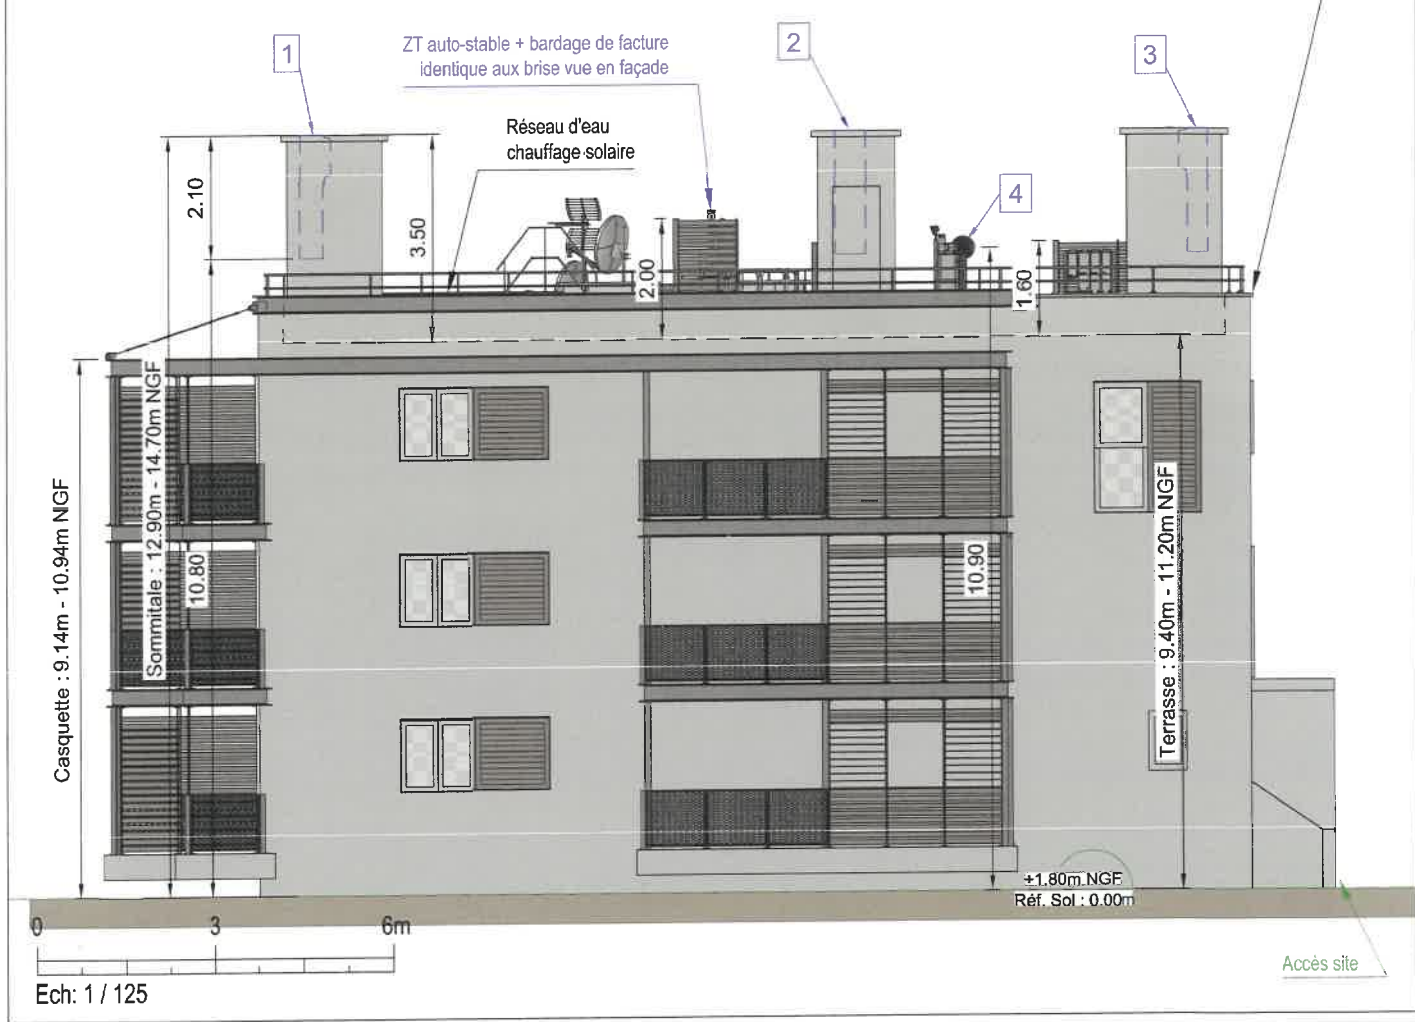 1
ZT auto-stable + bardage de facture
identique aux brise vue en façade
2
3
Réseau d'eau
chauffage solaire
4
2.10
3.50
2.00
1.60
Casquette : 9.14m - 10.94m NGF
Sommitale : 12.90m - 14.70m NGF
10.80
10.90
Terrasse : 9.40m - 11.20m NGF
+1.80m NGF
Réf. Sol : 0.00m
0 3 6m
Ech: 1 / 125
Accès site